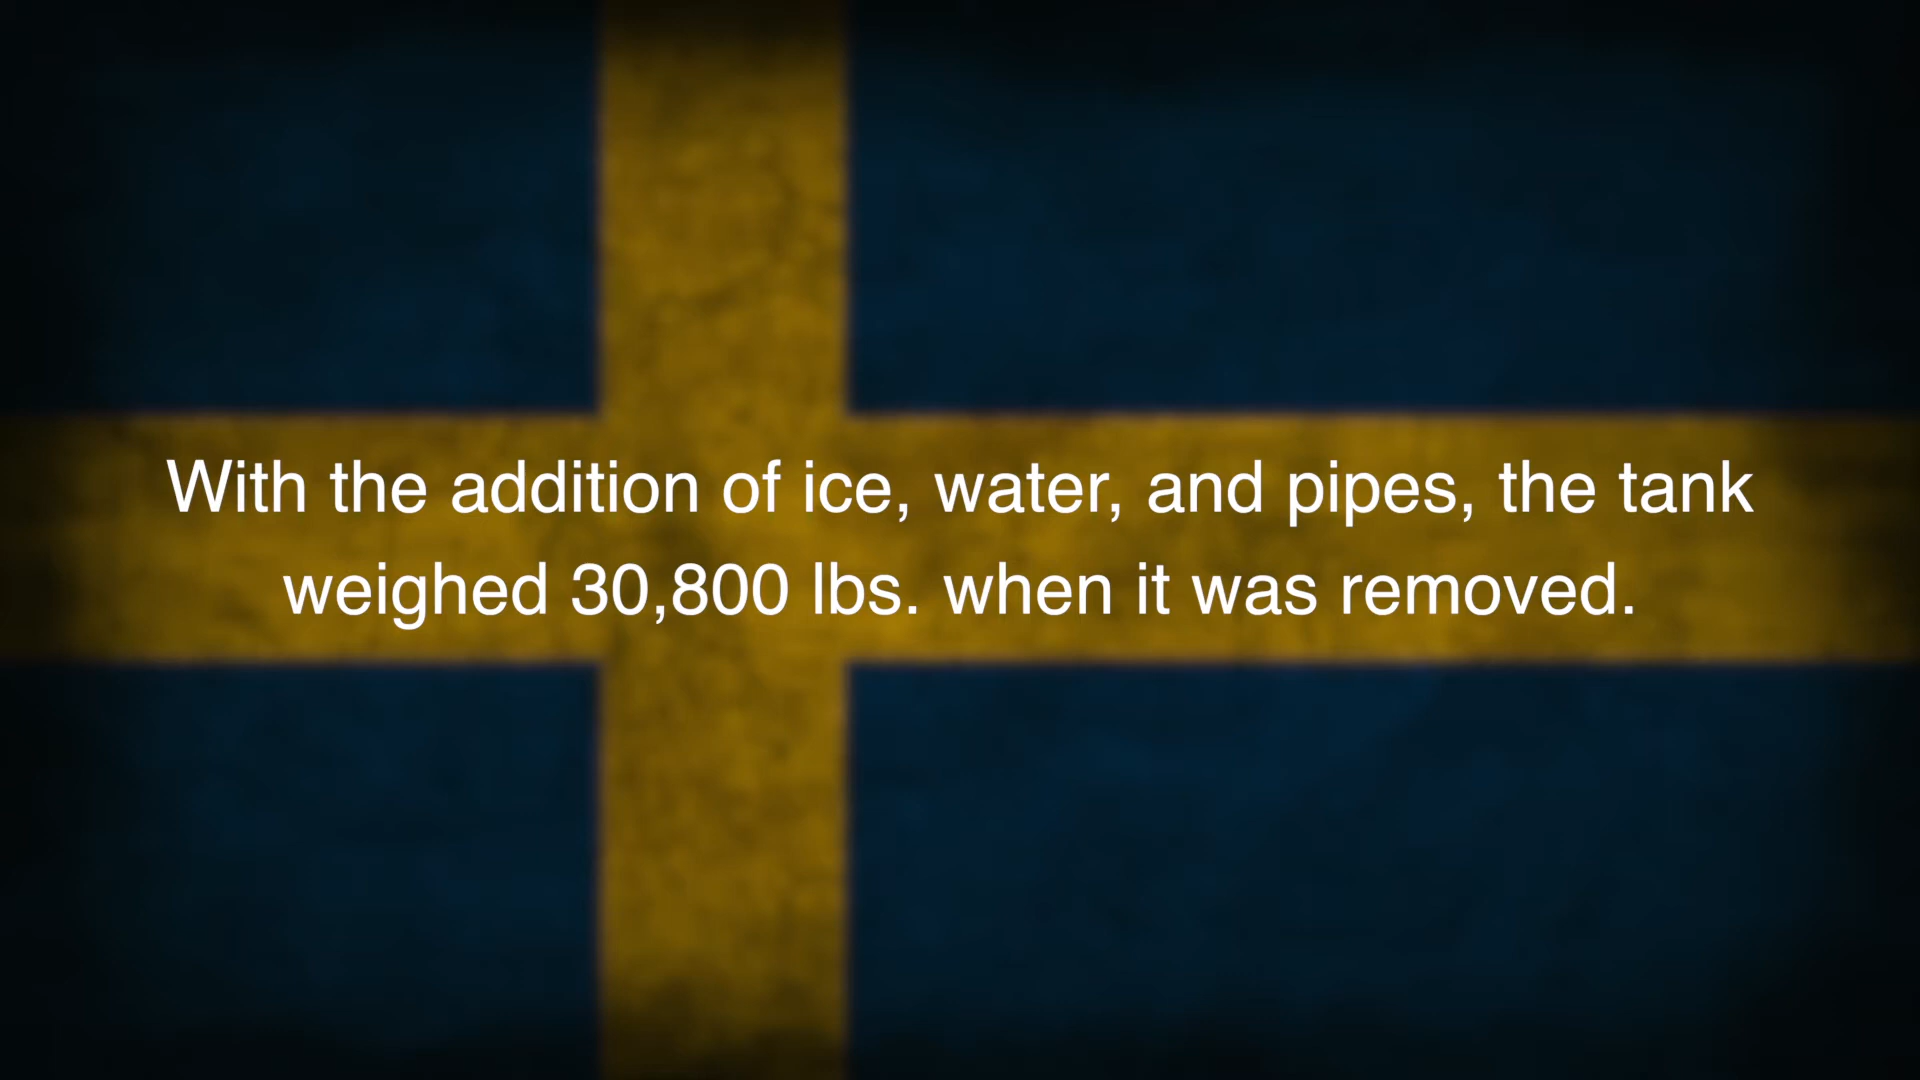 With the addition of ice, water, and pipes, the tank
weighed 30,800 lbs. when it was removed.